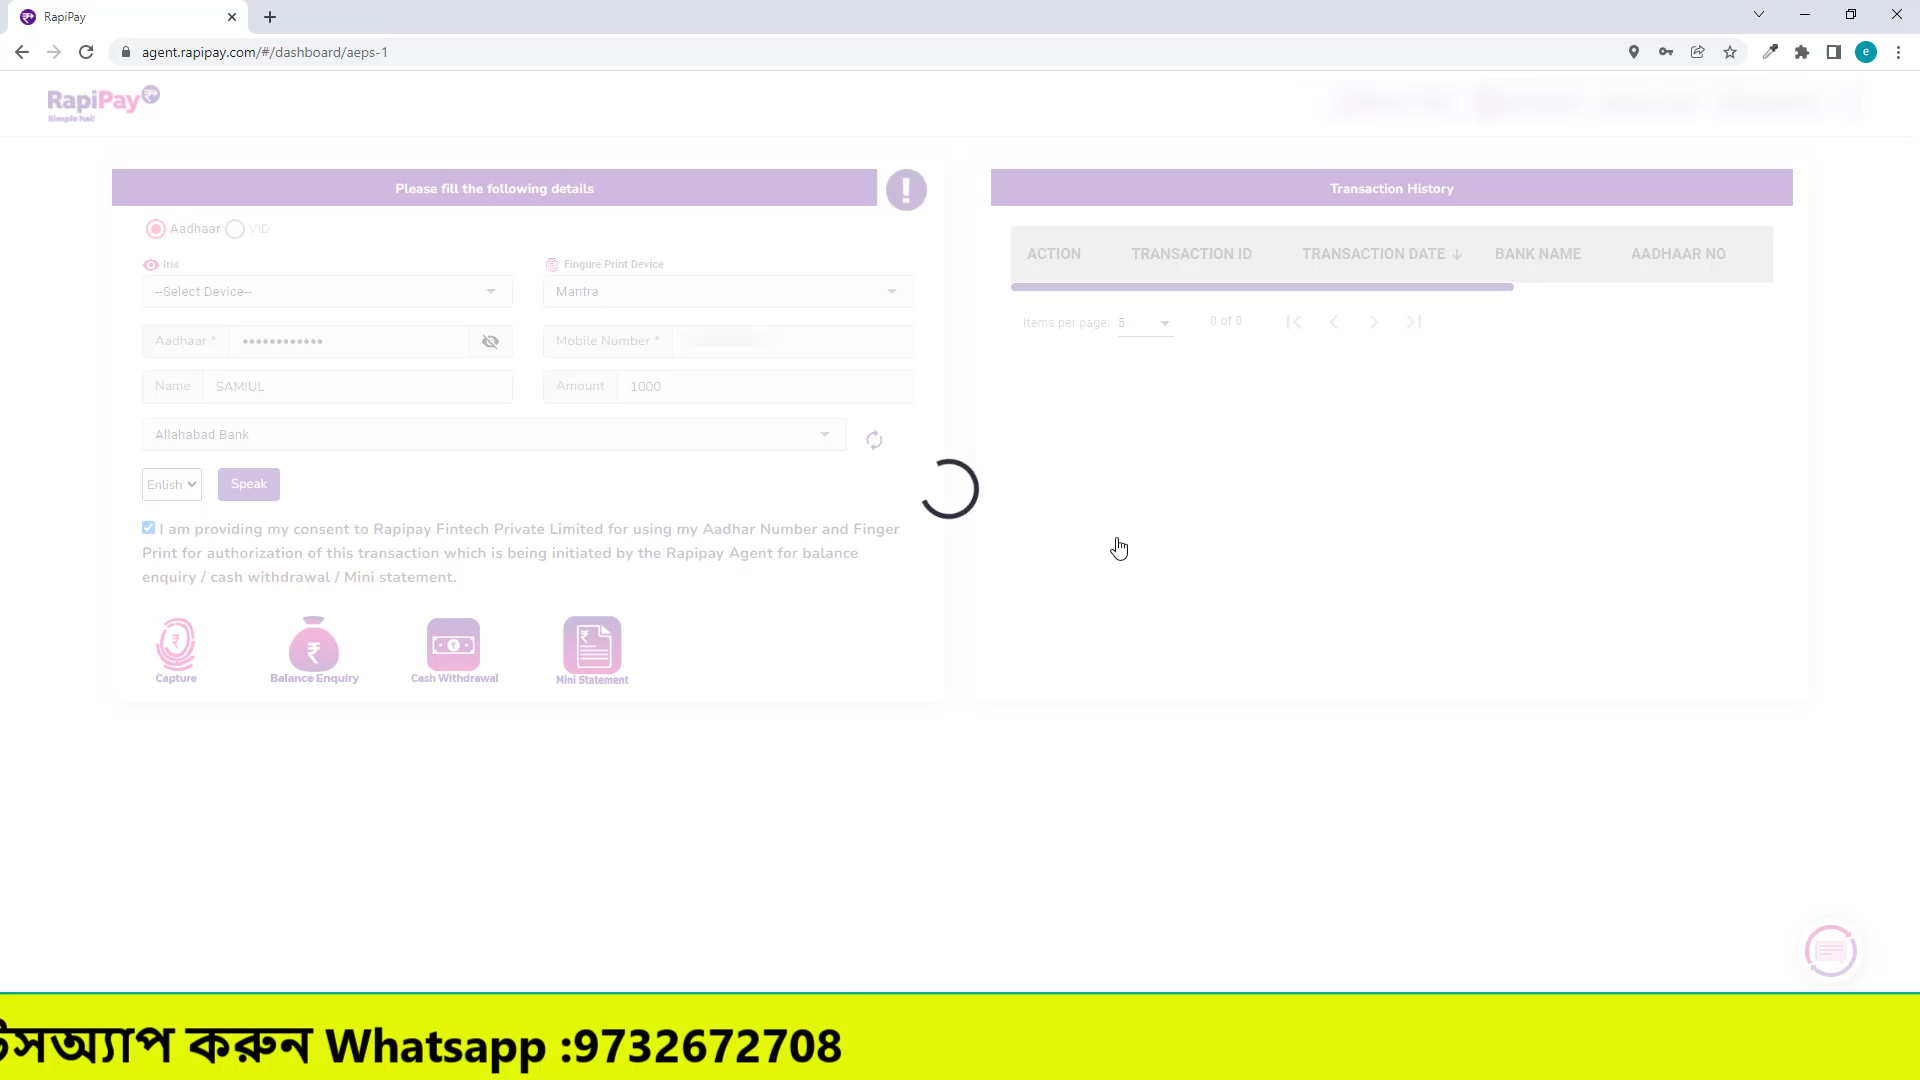 RapiPay
agent.rapipay.com/#/dashboard/aeps-1
e
RapiPay
Simple hai!
Please fill the following details
Transaction History
Aadhaar VID
ACTION TRANSACTION ID TRANSACTION DATE BANK NAME AADHAAR NO
Iris Fingure Print Device
--Select Device-- Mantra
Items per page: 5 0 of 0
Aadhaar * •••••••••••• Mobile Number *
Name SAMIUL Amount 1000
Allahabad Bank
Enlish Speak
I am providing my consent to Rapipay Fintech Private Limited for using my Aadhar Number and Finger
Print for authorization of this transaction which is being initiated by the Rapipay Agent for balance
enquiry / cash withdrawal / Mini statement.
Capture Balance Enquiry Cash Withdrawal Mini Statement
করুন Whatsapp :9732672708